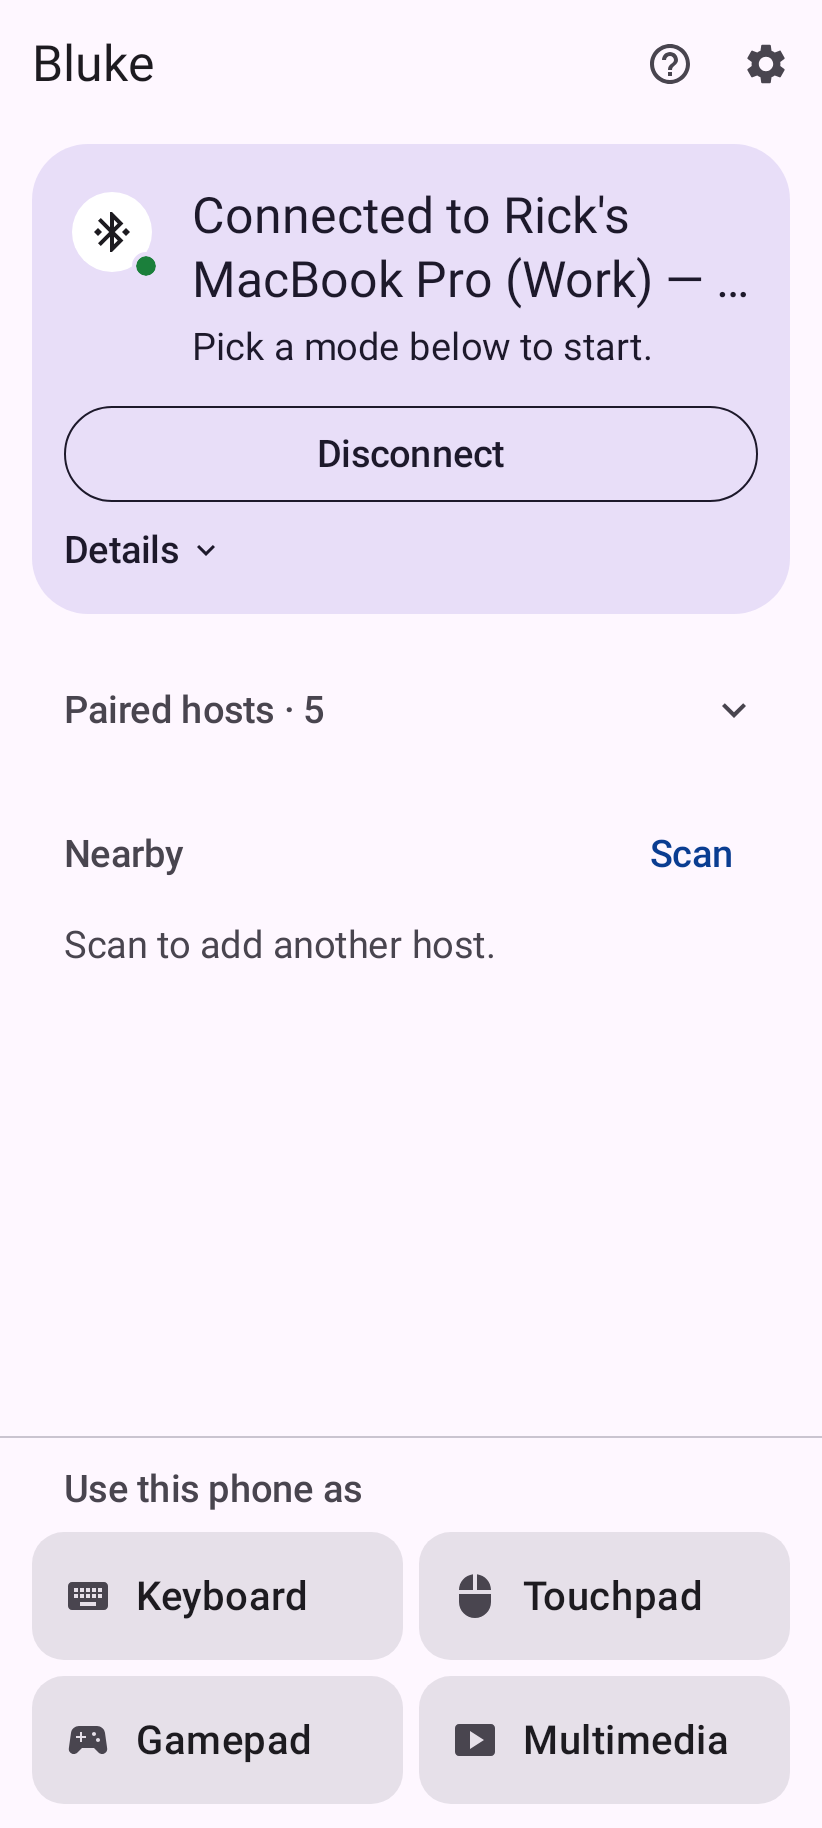 Bluke
Connected to Rick's
MacBook Pro (Work) — …
Pick a mode below to start.
Disconnect
Details
Paired hosts · 5
Nearby
Scan
Scan to add another host.
Use this phone as
Keyboard
Touchpad
Gamepad
Multimedia